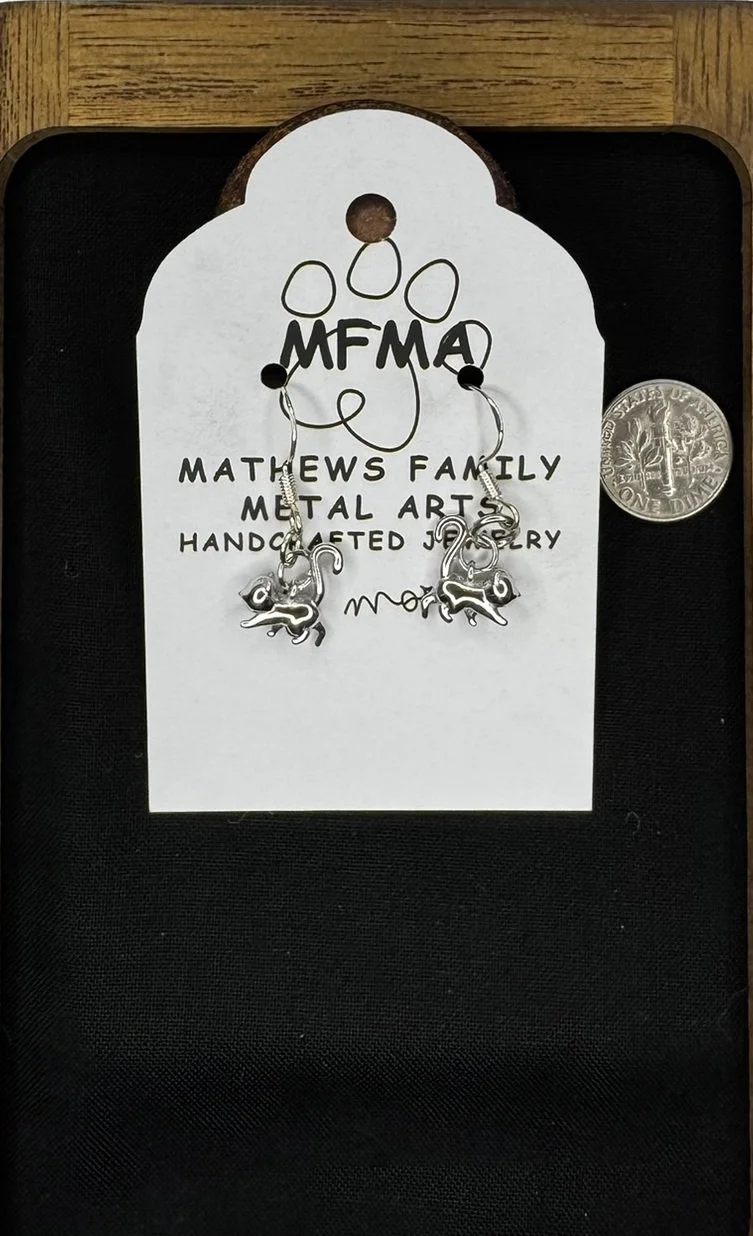 MFMA
MATHEWS FAMILY
METAL ARTS
HANDCRAFTED JEWELRY
UNITED STATES OF AMERICA
ONE DIME